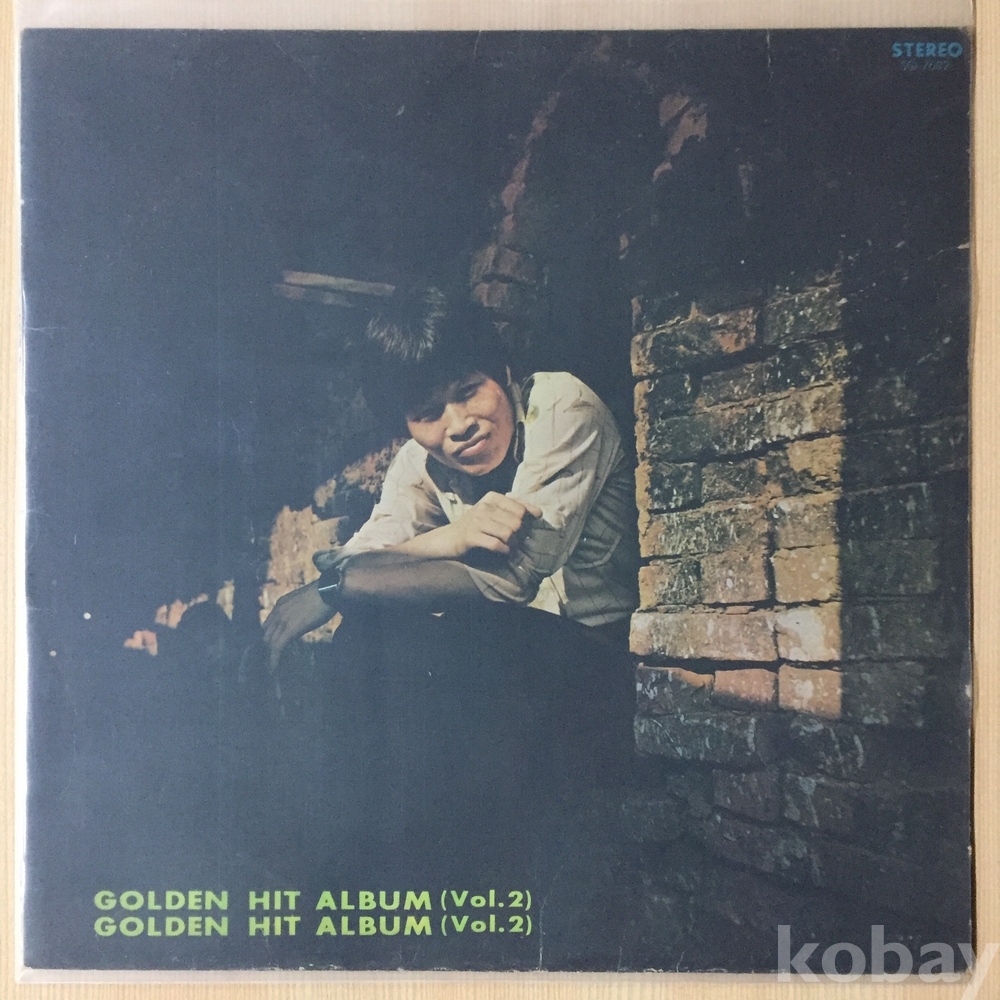 STEREO
GOLDEN HIT ALBUM (Vol.2)
GOLDEN HIT ALBUM (Vol.2)
kobay